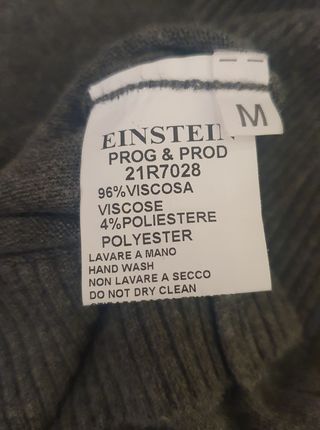 M
EINSTEIN
PROG & PROD
21R7028
96%VISCOSA
VISCOSE
4%POLIESTERE
POLYESTER
LAVARE A MANO
HAND WASH
NON LAVARE A SECCO
DO NOT DRY CLEAN